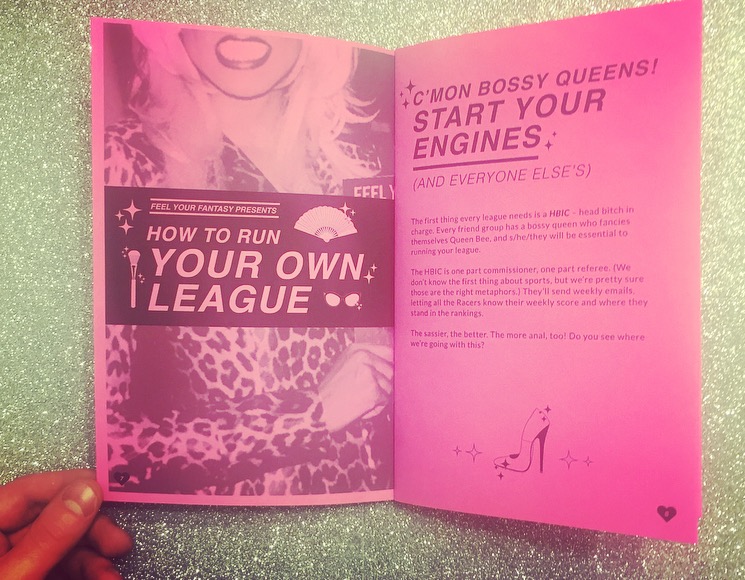 FEEL Y
FEEL YOUR FANTASY PRESENTS
HOW TO RUN
YOUR OWN
LEAGUE
C'MON BOSSY QUEENS!
START YOUR
ENGINES
(AND EVERYONE ELSE'S)
The first thing every league needs is a HBIC - head bitch in
charge. Every friend group has a bossy queen who fancies
themselves Queen Bee, and s/he/they will be essential to
running your league.
The HBIC is one part commissioner, one part referee. (We
don't know the first thing about sports, but we're pretty sure
those are the right metaphors.) They'll send weekly emails,
letting all the Racers know their weekly score and where they
stand in the rankings.
The sassier, the better. The more anal, too! Do you see where
we're going with this?